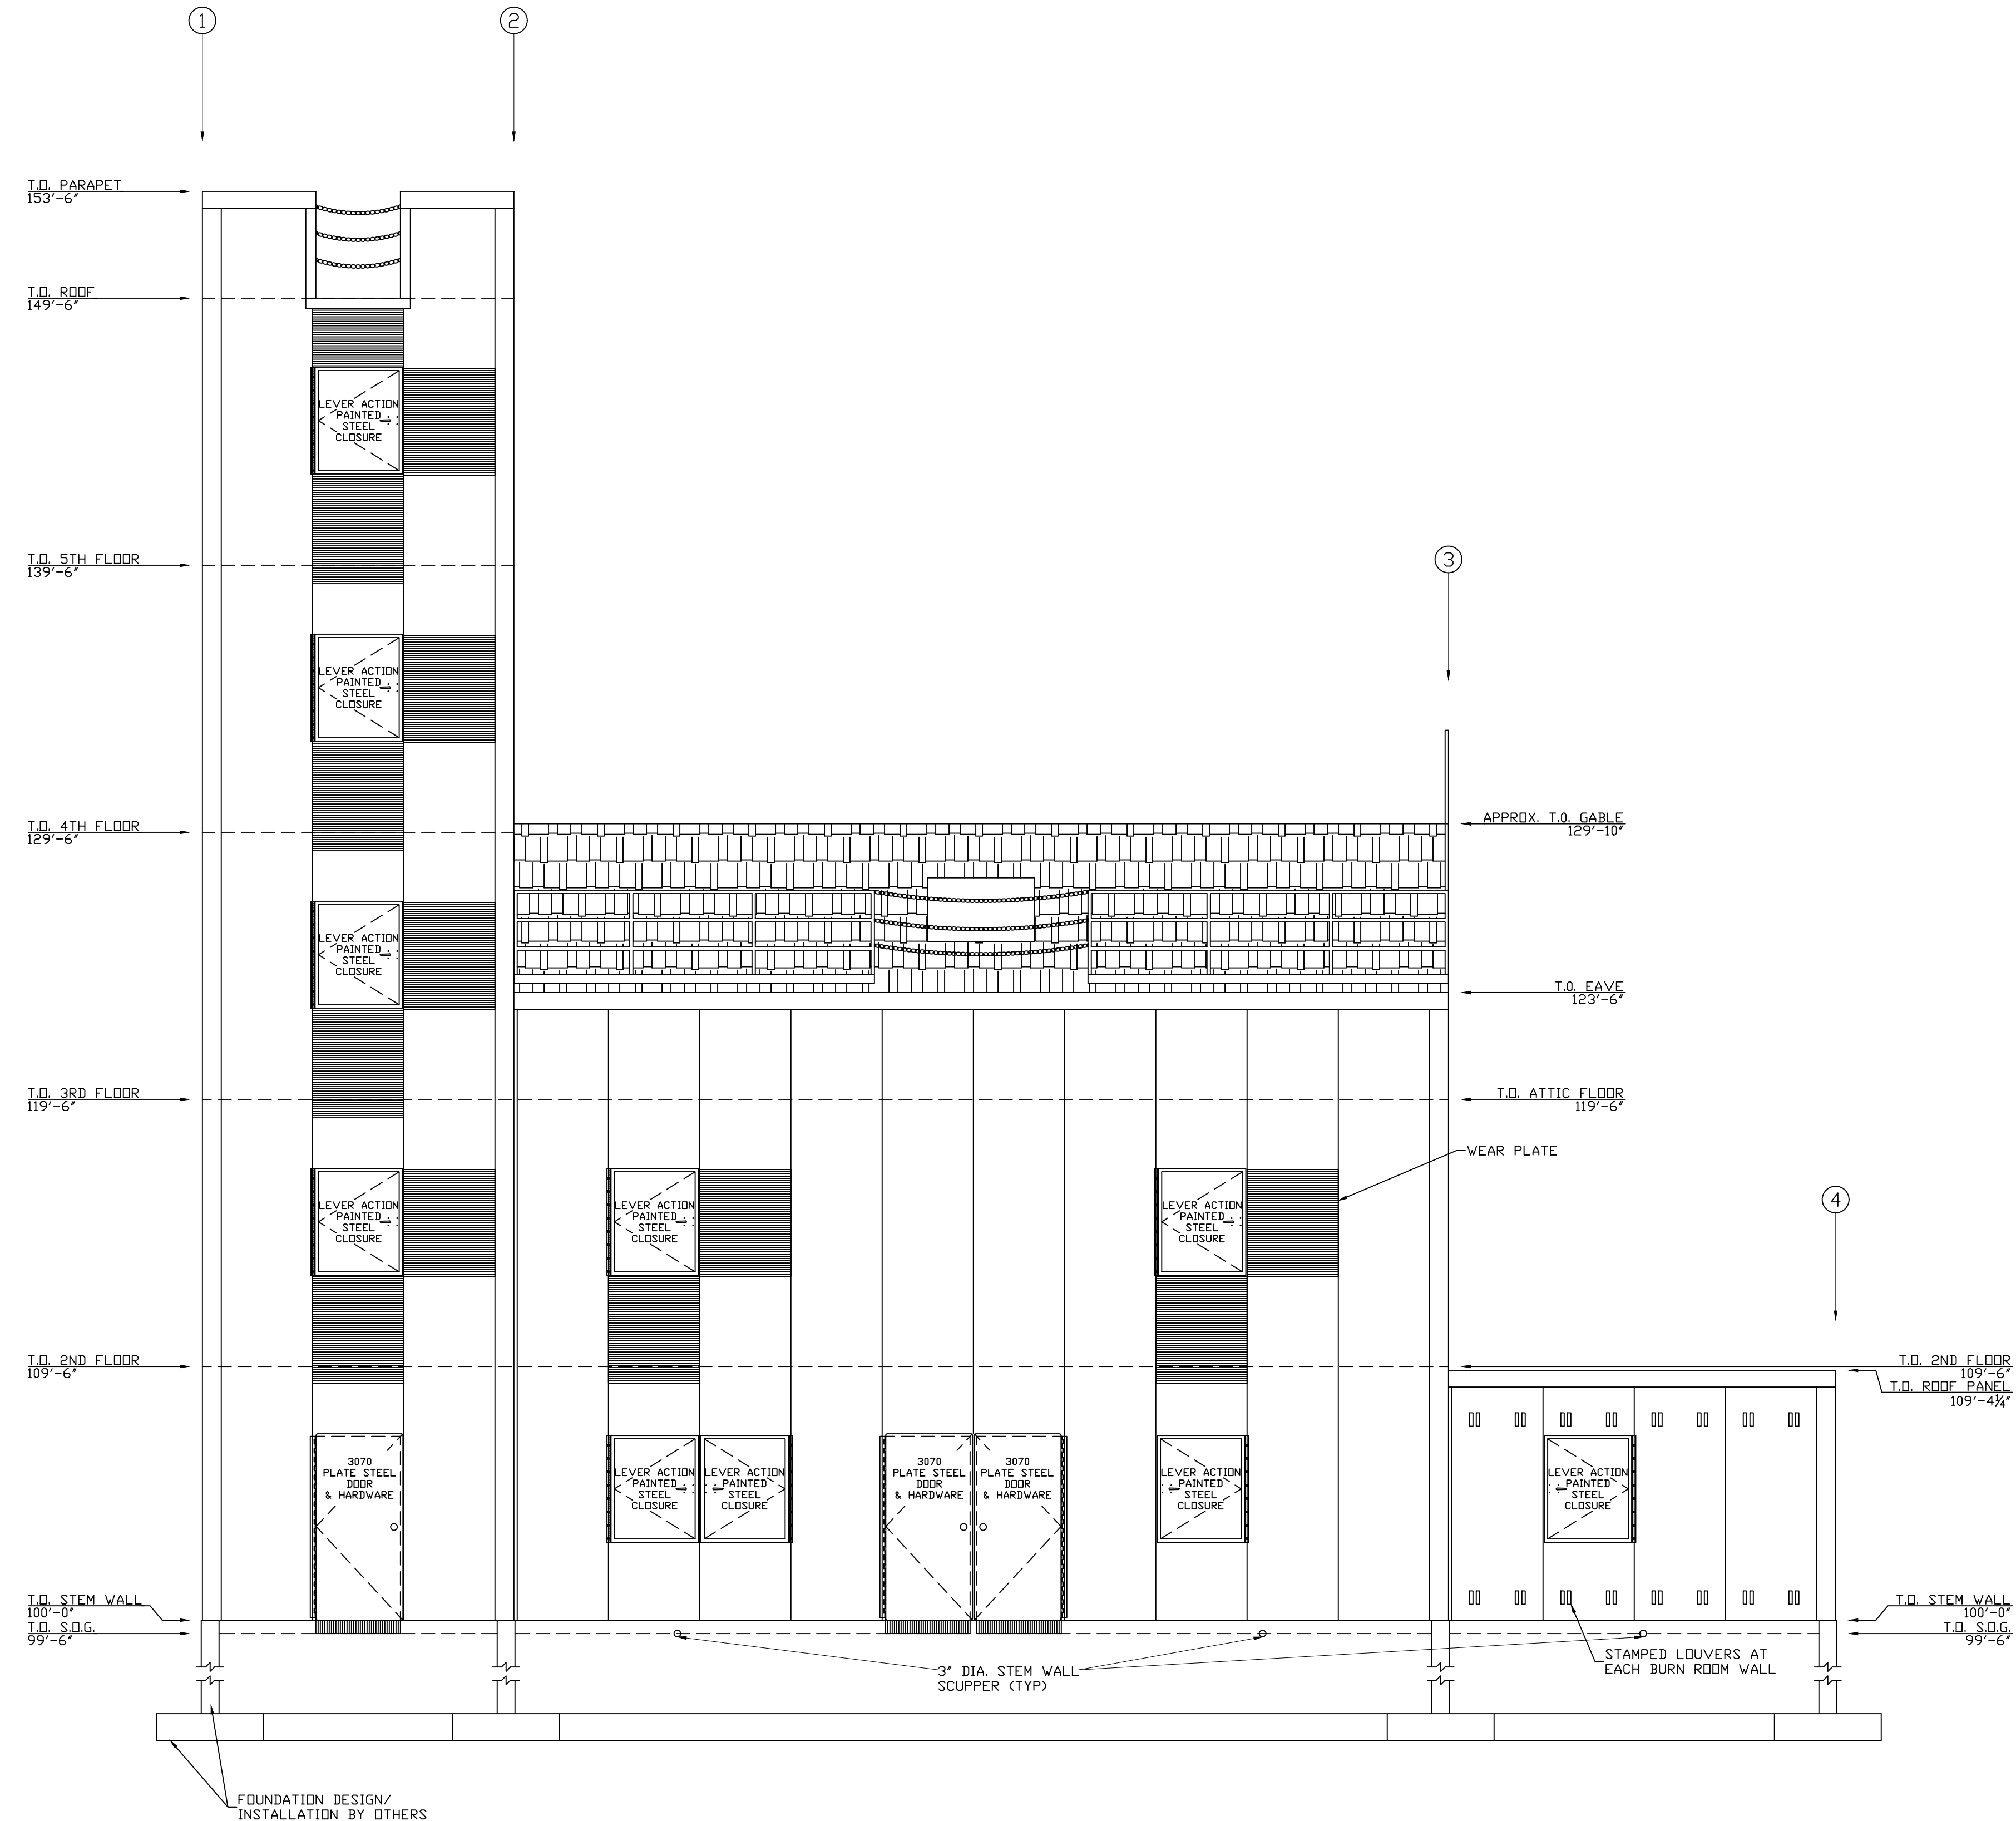 1
2
T.O. PARAPET
153'-6"
T.O. ROOF
149'-6"
LEVER ACTION
PAINTED
STEEL
CLOSURE
T.O. 5TH FLOOR
139'-6"
3
LEVER ACTION
PAINTED
STEEL
CLOSURE
T.O. 4TH FLOOR
129'-6"
APPROX. T.O. GABLE
129'-10"
LEVER ACTION
PAINTED
STEEL
CLOSURE
T.O. EAVE
123'-6"
T.O. 3RD FLOOR
119'-6"
T.O. ATTIC FLOOR
119'-6"
WEAR PLATE
4
LEVER ACTION
PAINTED
STEEL
CLOSURE
LEVER ACTION
PAINTED
STEEL
CLOSURE
LEVER ACTION
PAINTED
STEEL
CLOSURE
T.O. 2ND FLOOR
109'-6"
T.O. 2ND FLOOR
109'-6"
T.O. ROOF PANEL
109'-4¼"
3070
PLATE STEEL
DOOR
& HARDWARE
LEVER ACTION
PAINTED
STEEL
CLOSURE
LEVER ACTION
PAINTED
STEEL
CLOSURE
3070
PLATE STEEL
DOOR
& HARDWARE
3070
PLATE STEEL
DOOR
& HARDWARE
LEVER ACTION
PAINTED
STEEL
CLOSURE
LEVER ACTION
PAINTED
STEEL
CLOSURE
T.O. STEM WALL
100'-0"
T.O. S.O.G.
99'-6"
T.O. STEM WALL
100'-0"
T.O. S.O.G.
99'-6"
3" DIA. STEM WALL
SCUPPER (TYP)
STAMPED LOUVERS AT
EACH BURN ROOM WALL
FOUNDATION DESIGN/
INSTALLATION BY OTHERS